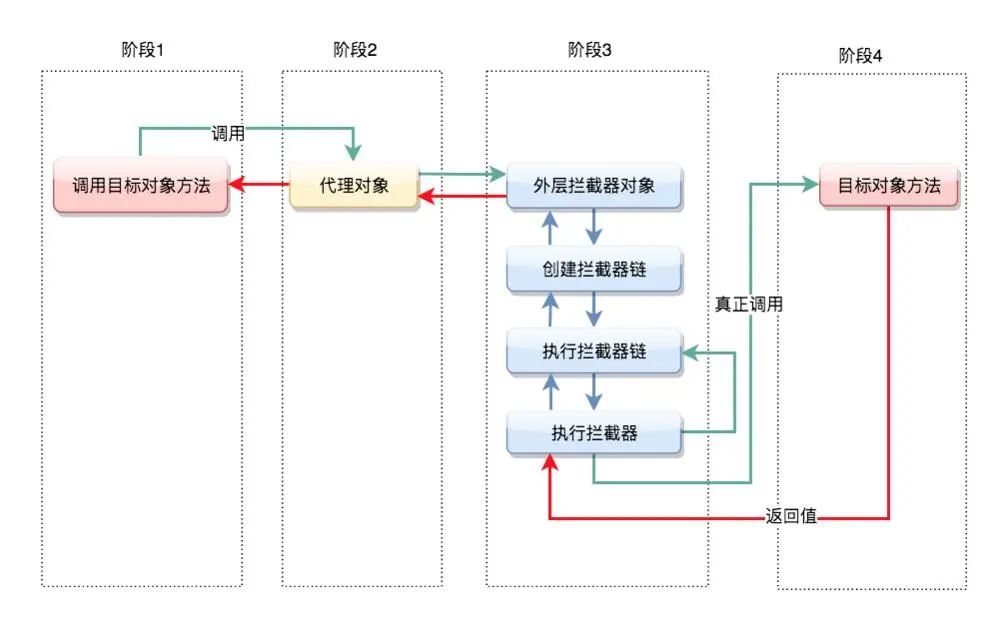 阶段1
阶段2
阶段3
阶段4
调用
调用目标对象方法
代理对象
外层拦截器对象
目标对象方法
创建拦截器链
真正调用
执行拦截器链
执行拦截器
返回值